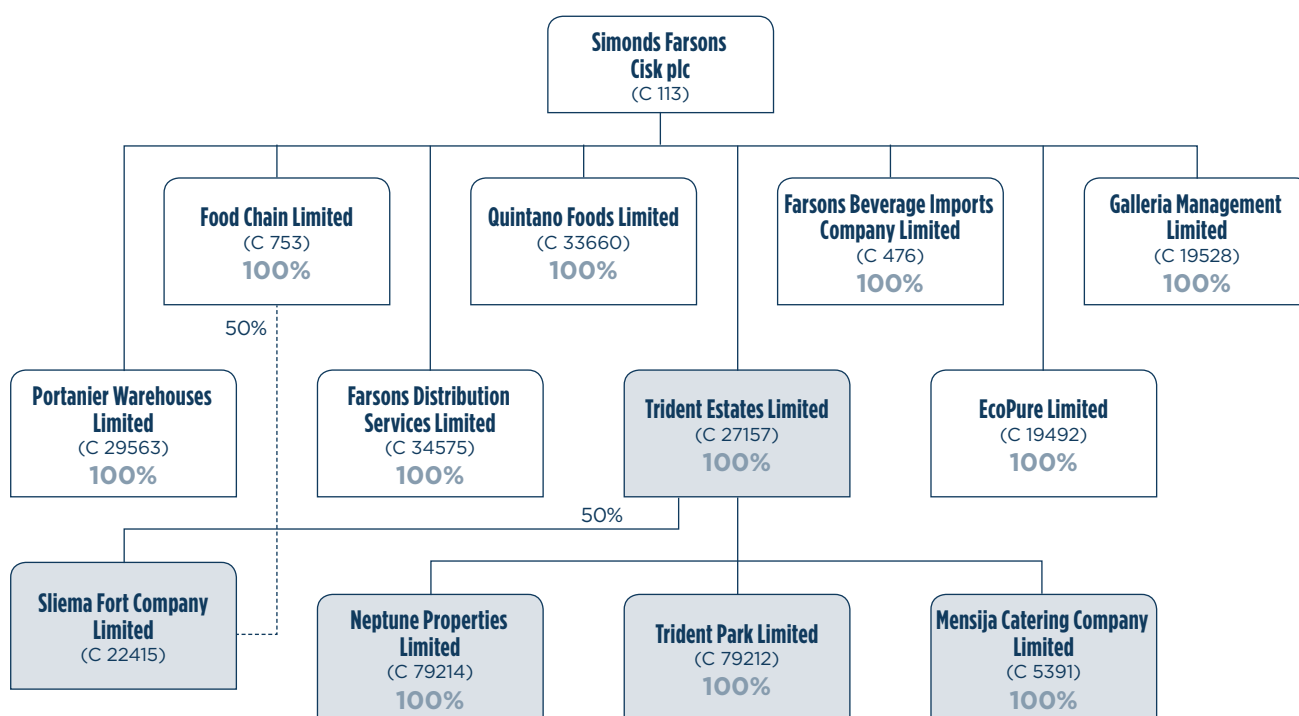 Simonds Farsons
Cisk plc
(C 113)
Food Chain Limited
(C 753)
100%
Quintano Foods Limited
(C 33660)
100%
Farsons Beverage Imports
Company Limited
(C 476)
100%
Galleria Management
Limited
(C 19528)
100%
50%
Portanier Warehouses
Limited
(C 29563)
100%
Farsons Distribution
Services Limited
(C 34575)
100%
Trident Estates Limited
(C 27157)
100%
EcoPure Limited
(C 19492)
100%
50%
Sliema Fort Company
Limited
(C 22415)
Neptune Properties
Limited
(C 79214)
100%
Trident Park Limited
(C 79212)
100%
Mensija Catering Company
Limited
(C 5391)
100%